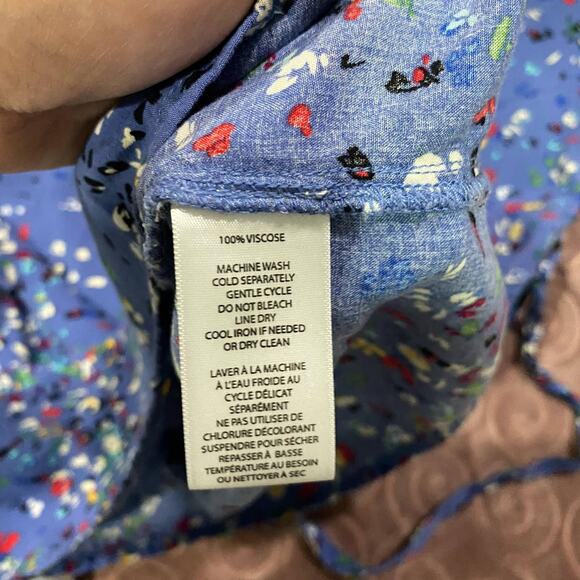 100% VISCOSE
MACHINE WASH
COLD SEPARATELY
GENTLE CYCLE
DO NOT BLEACH
LINE DRY
COOL IRON IF NEEDED
OR DRY CLEAN
LAVER À LA MACHINE
À L'EAU FROIDE AU
CYCLE DÉLICAT
SÉPARÉMENT
NE PAS UTILISER DE
CHLORURE DÉCOLORANT
SUSPENDRE POUR SÉCHER
REPASSER À BASSE
TEMPÉRATURE AU BESOIN
OU NETTOYER À SEC